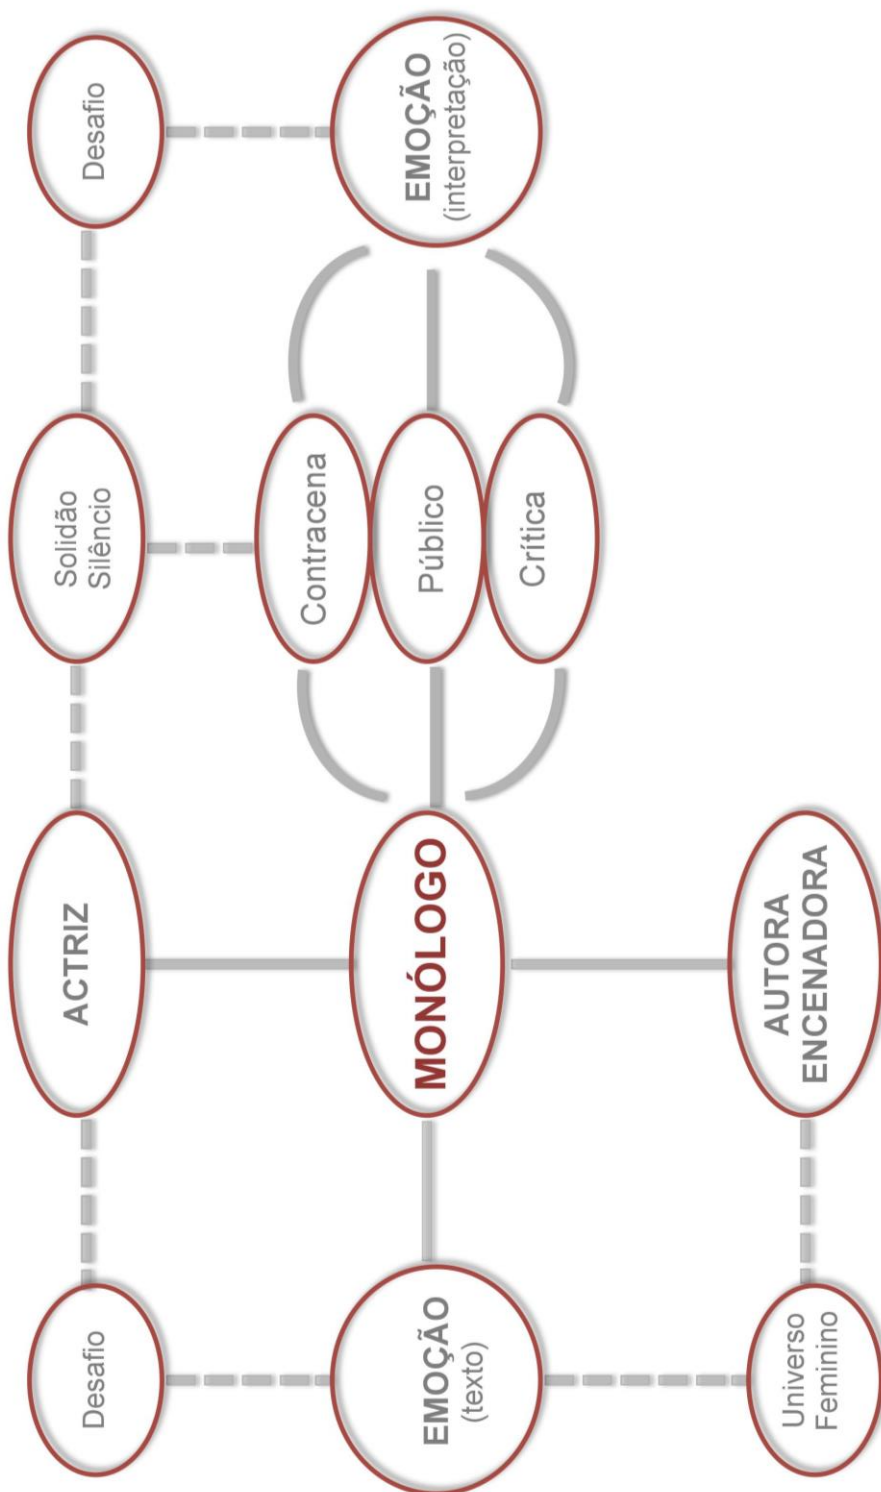 Desafio
ACTRIZ
Solidão
Silêncio
Desafio
EMOÇÃO
(texto)
MONÓLOGO
Contracena
Público
Crítica
EMOÇÃO
(interpretação)
Universo
Feminino
AUTORA
ENCENADORA